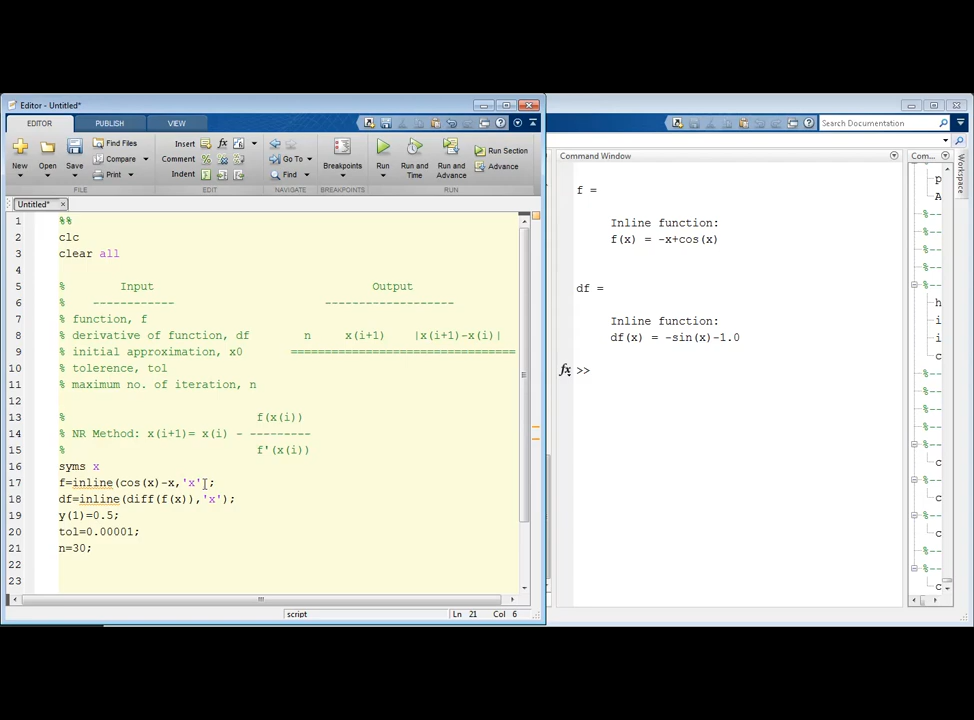 Editor - Untitled*
EDITOR PUBLISH VIEW
Search Documentation
New Open Save Find Files Compare Print
Insert fx Comment % Indent
Go To Find
Breakpoints Run Run and Time Run and Advance Run Section Advance
FILE EDIT NAVIGATE BREAKPOINTS RUN
Untitled* x
1 %%
2 clc
3 clear all
4
5 % Input Output
6 % ------------ -------------------
7 % function, f
8 % derivative of function, df n x(i+1) |x(i+1)-x(i)|
9 % initial approximation, x0 =================================
10 % tolerence, tol
11 % maximum no. of iteration, n
12
13 % f(x(i))
14 % NR Method: x(i+1)= x(i) - ---------
15 % f'(x(i))
16 syms x
17 f=inline(cos(x)-x,'x');
18 df=inline(diff(f(x)),'x');
19 y(1)=0.5;
20 tol=0.00001;
21 n=30;
22
23
script Ln 21 Col 6
Command Window
f =
Inline function:
f(x) = -x+cos(x)
df =
Inline function:
df(x) = -sin(x)-1.0
fx >>
Com...
Workspace
p
A
%--
%--
%--
%--
h
i
i
c
%--
c
%--
c
%--
c
%--
c